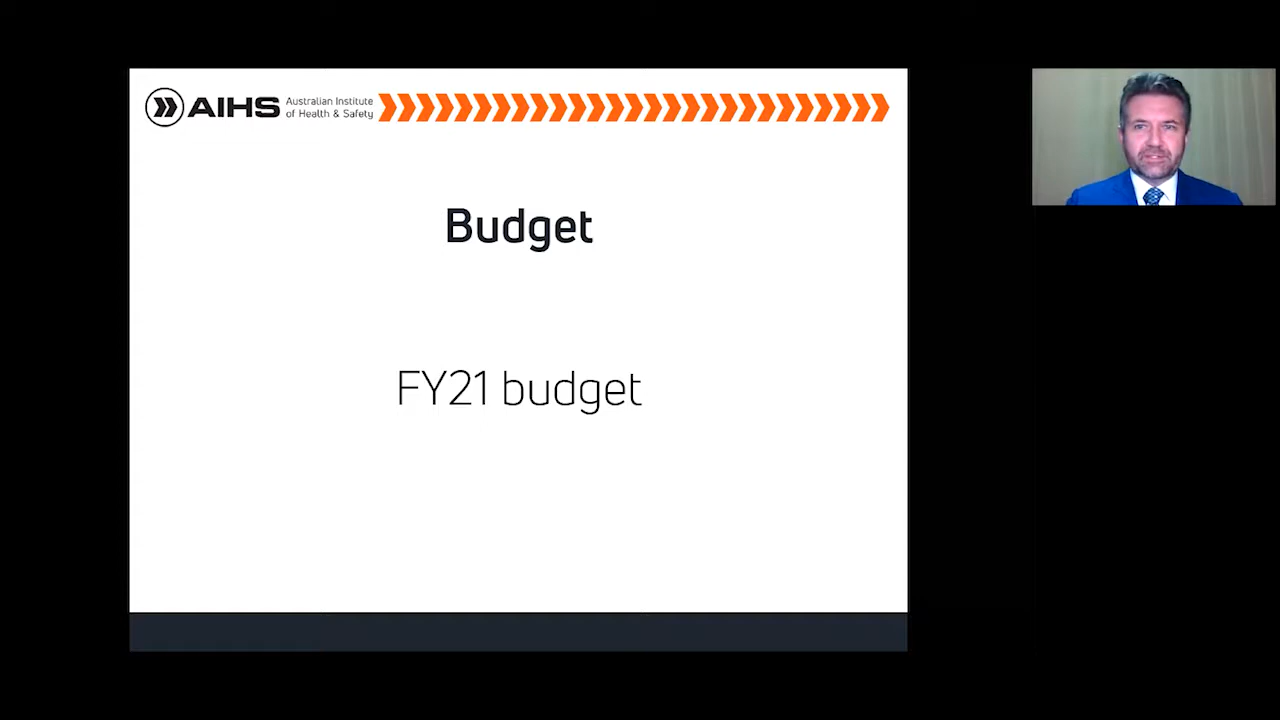 AIHS
Australian Institute
of Health & Safety
Budget
FY21 budget